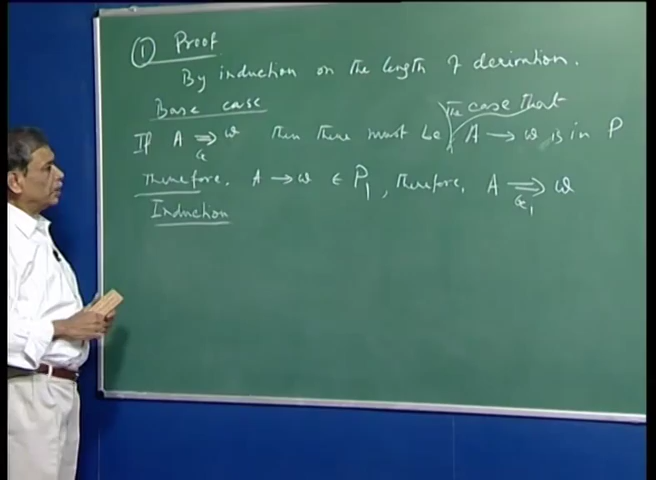 ① Proof
By induction on the length of derivation.
Base case
the case that
If A ⇒ w then there must be A → w is in P
G
Therefore, A → w ∈ P₁, therefore, A ⇒ w
G₁
Induction